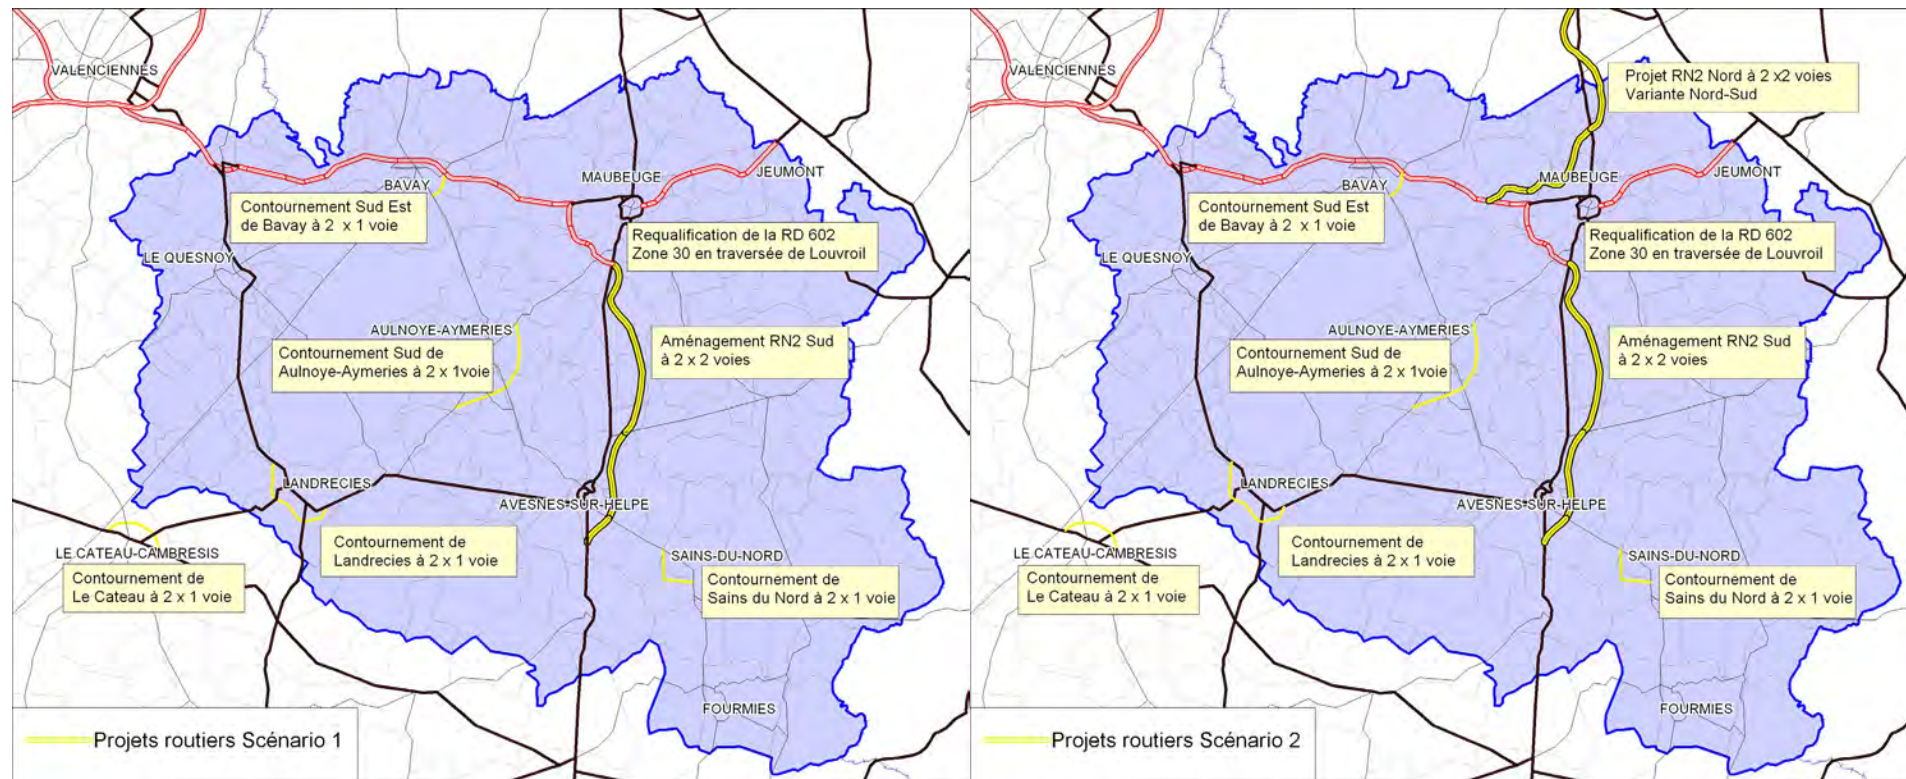 VALENCIENNES
BAVAY
MAUBEUGE
JEUMONT
Contournement Sud Est
de Bavay à 2 x 1 voie
Requalification de la RD 602
Zone 30 en traversée de Louvroil
LE QUESNOY
AULNOYE-AYMERIES
Contournement Sud de
Aulnoye-Aymeries à 2 x 1voie
Aménagement RN2 Sud
à 2 x 2 voies
LANDRECIES
AVESNES-SUR-HELPE
Contournement de
Landrecies à 2 x 1 voie
LE CATEAU-CAMBRESIS
Contournement de
Le Cateau à 2 x 1 voie
SAINS-DU-NORD
Contournement de
Sains du Nord à 2 x 1 voie
FOURMIES
Projets routiers Scénario 1
VALENCIENNES
Projet RN2 Nord à 2 x2 voies
Variante Nord-Sud
BAVAY
MAUBEUGE
JEUMONT
Contournement Sud Est
de Bavay à 2 x 1 voie
Requalification de la RD 602
Zone 30 en traversée de Louvroil
LE QUESNOY
AULNOYE-AYMERIES
Contournement Sud de
Aulnoye-Aymeries à 2 x 1voie
Aménagement RN2 Sud
à 2 x 2 voies
LANDRECIES
AVESNES-SUR-HELPE
Contournement de
Landrecies à 2 x 1 voie
LE CATEAU-CAMBRESIS
Contournement de
Le Cateau à 2 x 1 voie
SAINS-DU-NORD
Contournement de
Sains du Nord à 2 x 1 voie
FOURMIES
Projets routiers Scénario 2